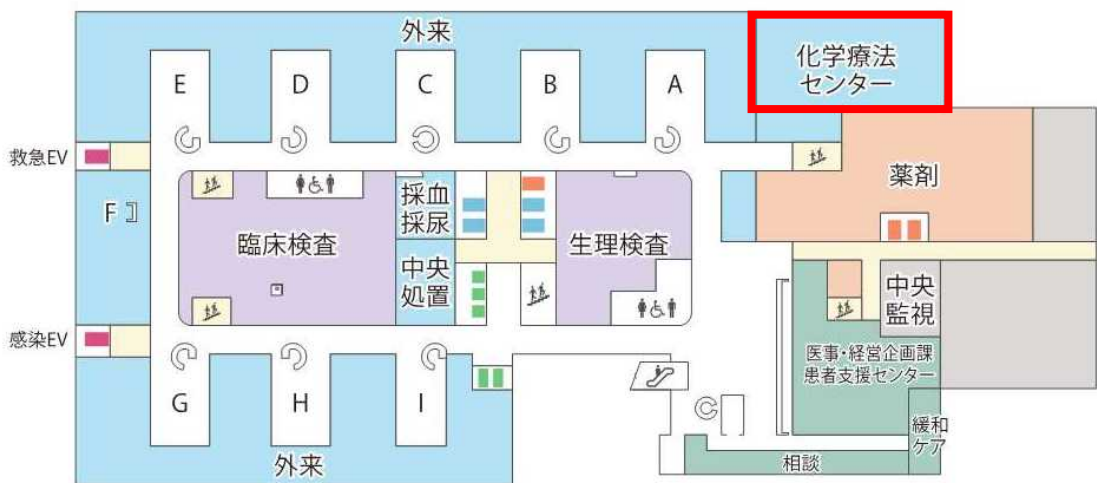 外来
化学療法
センター
E
D
C
B
A
救急EV
薬剤
F
採血
採尿
臨床検査
生理検査
中央
処置
中央
監視
感染EV
医事・経営企画課
患者支援センター
G
H
I
緩和
ケア
外来
相談